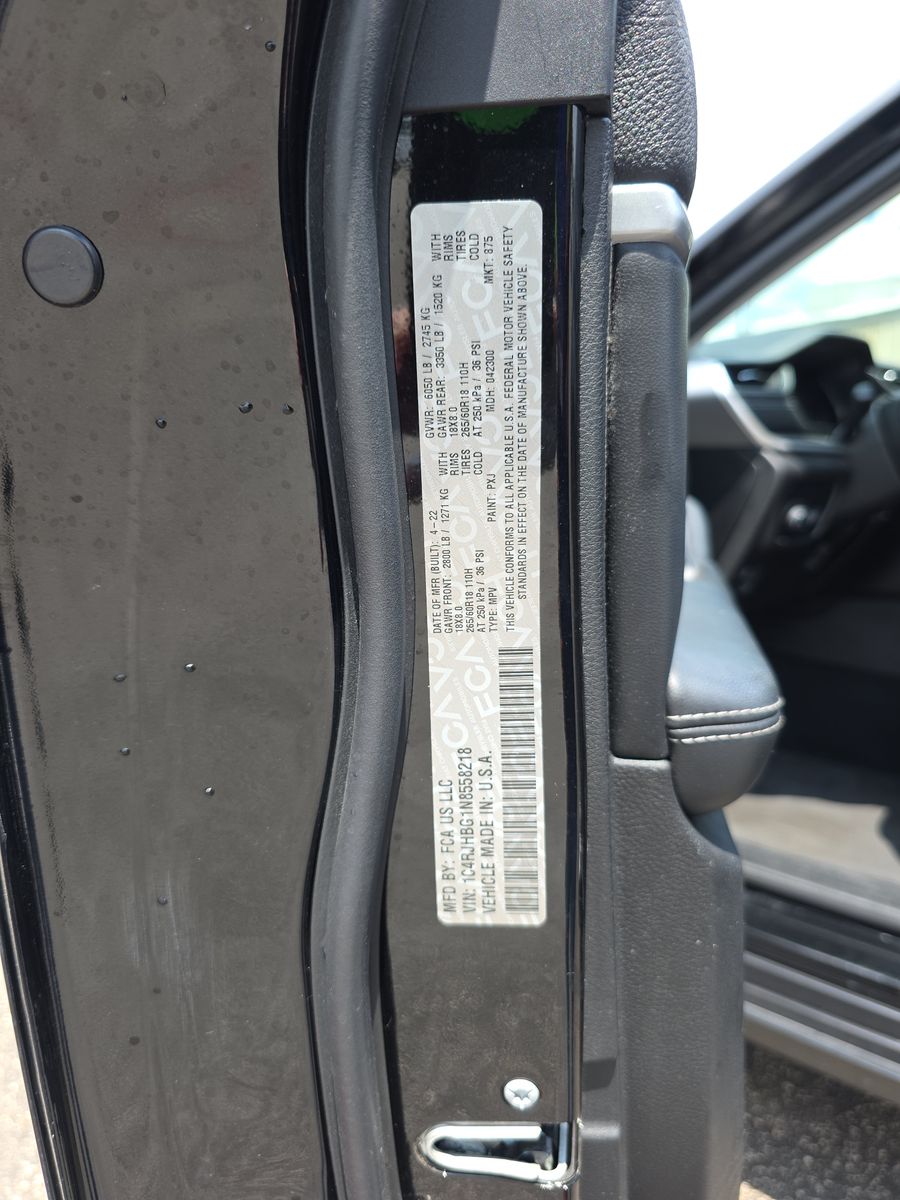 MFD BY: FCA US LLC
VIN: 1C4RJHBG1N8558218
VEHICLE MADE IN: U.S.A.
DATE OF MFR (BUILT): 4-22 GVWR: 6050 LB / 2745 KG
GAWR FRONT: 2800 LB / 1271 KG WITH GAWR REAR: 3350 LB / 1520 KG WITH
18X8.0 RIMS 18X8.0 RIMS
265/60R18 110H TIRES 265/60R18 110H TIRES
AT 250 kPa / 36 PSI COLD AT 250 kPa / 36 PSI COLD
TYPE: MPV PAINT: PXJ MDH: 042300 MKT: 875
THIS VEHICLE CONFORMS TO ALL APPLICABLE U.S.A. FEDERAL MOTOR VEHICLE SAFETY
STANDARDS IN EFFECT ON THE DATE OF MANUFACTURE SHOWN ABOVE.